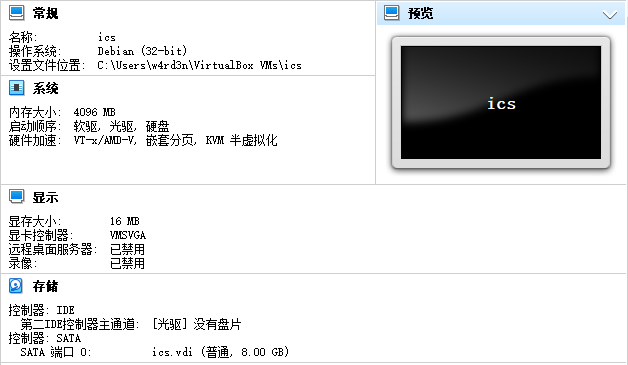 常规
名称: ics
操作系统: Debian (32-bit)
设置文件位置: C:\Users\w4rd3n\VirtualBox VMs\ics
预览
ics
系统
内存大小: 4096 MB
启动顺序: 软驱, 光驱, 硬盘
硬件加速: VT-x/AMD-V, 嵌套分页, KVM 半虚拟化
显示
显存大小: 16 MB
显卡控制器: VMSVGA
远程桌面服务器: 已禁用
录像: 已禁用
存储
控制器: IDE
第二IDE控制器主通道: [光驱] 没有盘片
控制器: SATA
SATA 端口 0: ics.vdi (普通, 8.00 GB)